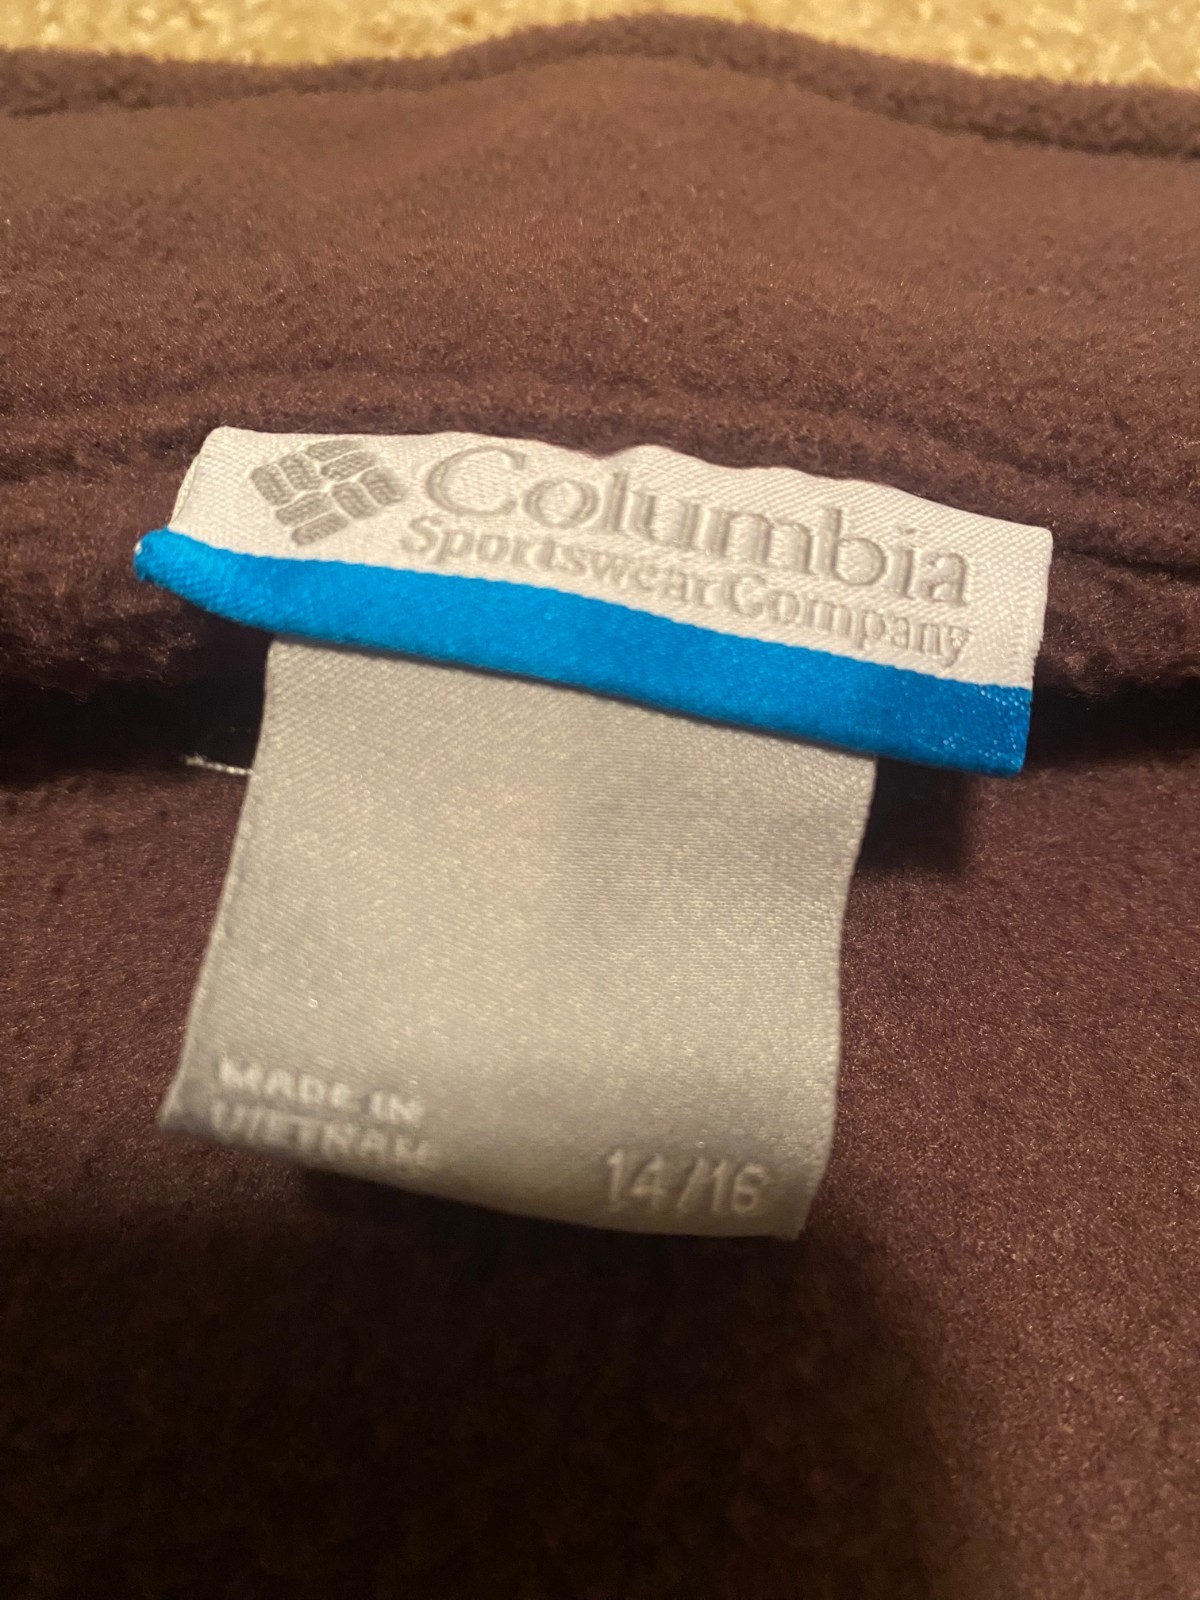 Columbia
Sportswear Company
MADE IN
VIETNAM
14/16